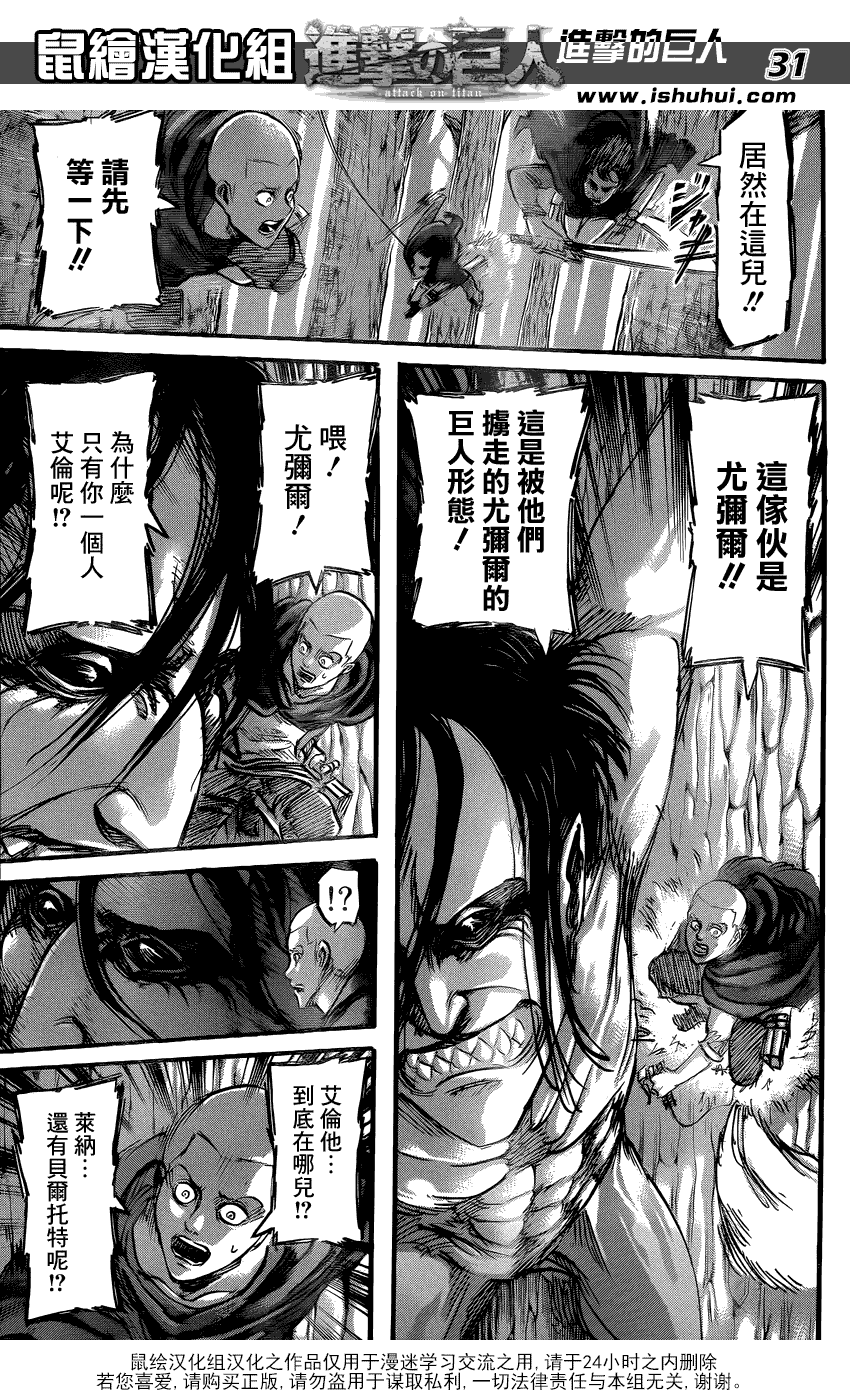 鼠繪漢化組
進撃の巨人
attack on titan
進擊的巨人
31
www.ishuhui.com
居然在這兒!!
請先
等一下!!
這傢伙是
尤彌爾!!
這是被他們
擄走的尤彌爾的
巨人形態!
喂!
尤彌爾!
為什麼
只有你一個人
艾倫呢!?
!?
艾倫他…
到底在哪兒!?
萊納…
還有貝爾托特呢!?
鼠绘汉化组汉化之作品仅用于漫迷学习交流之用, 请于24小时之内删除
若您喜爱, 请购买正版, 请勿盗用于谋取私利, 一切法律责任与本组无关, 谢谢.